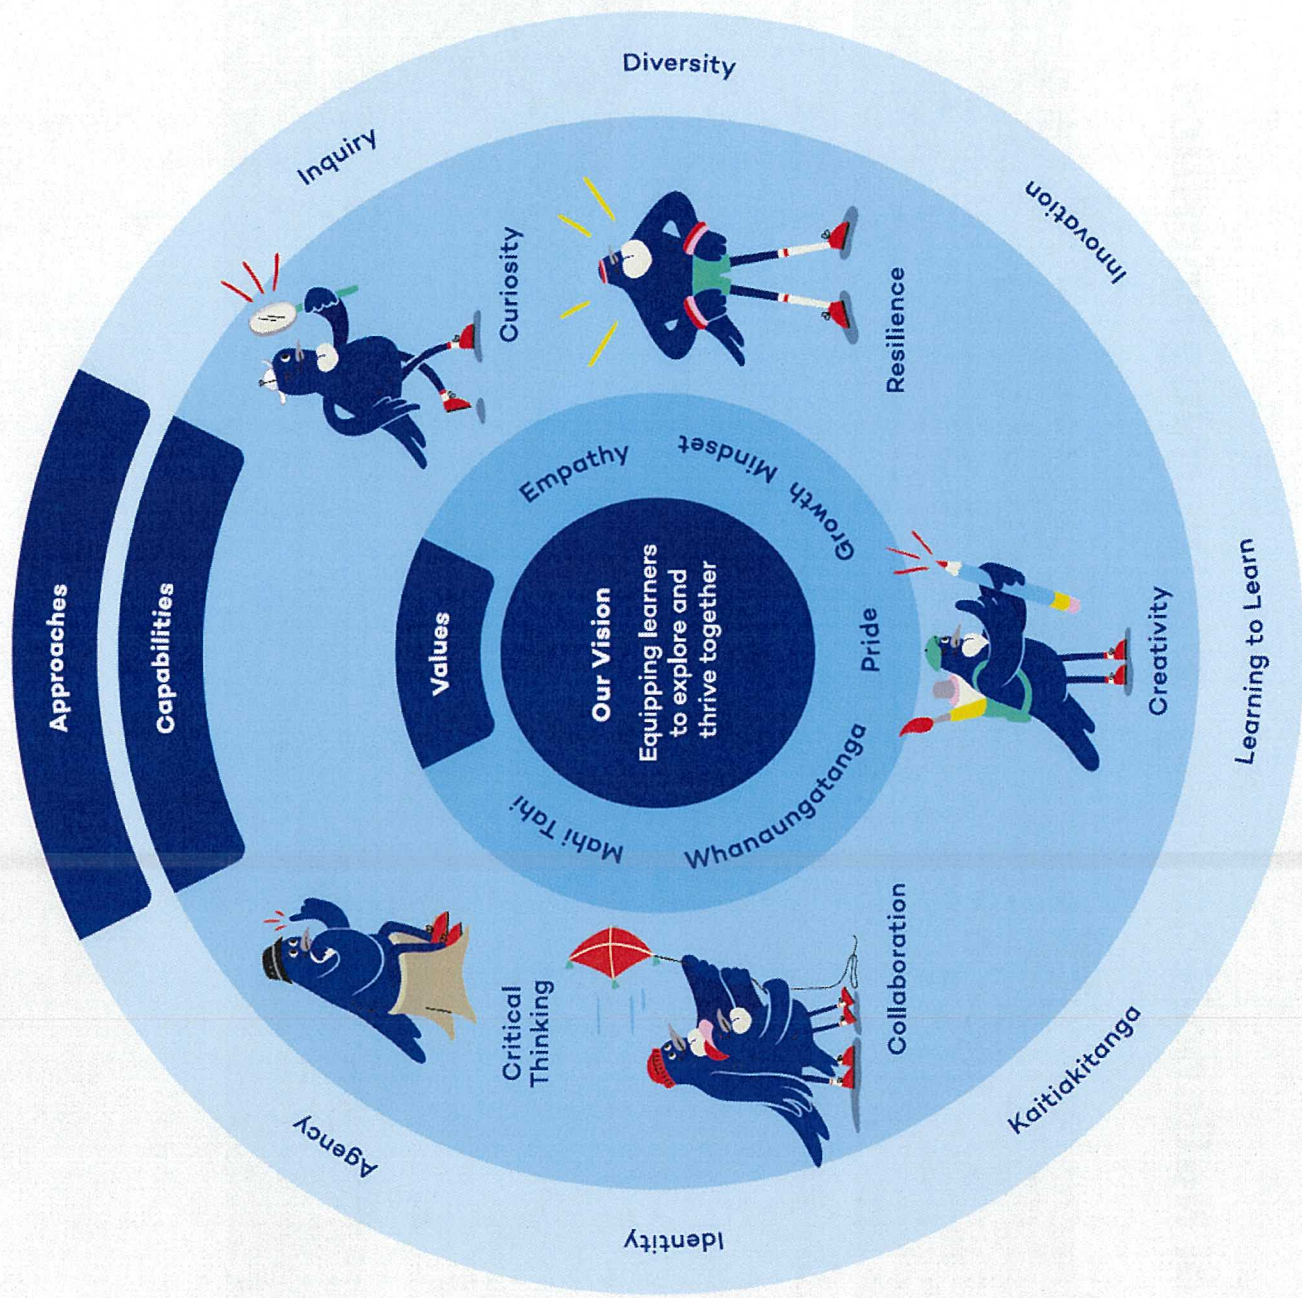 Approaches
Capabilities
Values
Our Vision
Equipping learners
to explore and
thrive together
Empathy
Growth Mindset
Pride
Whanaungatanga
Mahi Tahi
Curiosity
Resilience
Creativity
Collaboration
Critical
Thinking
Inquiry
Diversity
Innovation
Learning to Learn
Kaitiakitanga
Identity
Agency